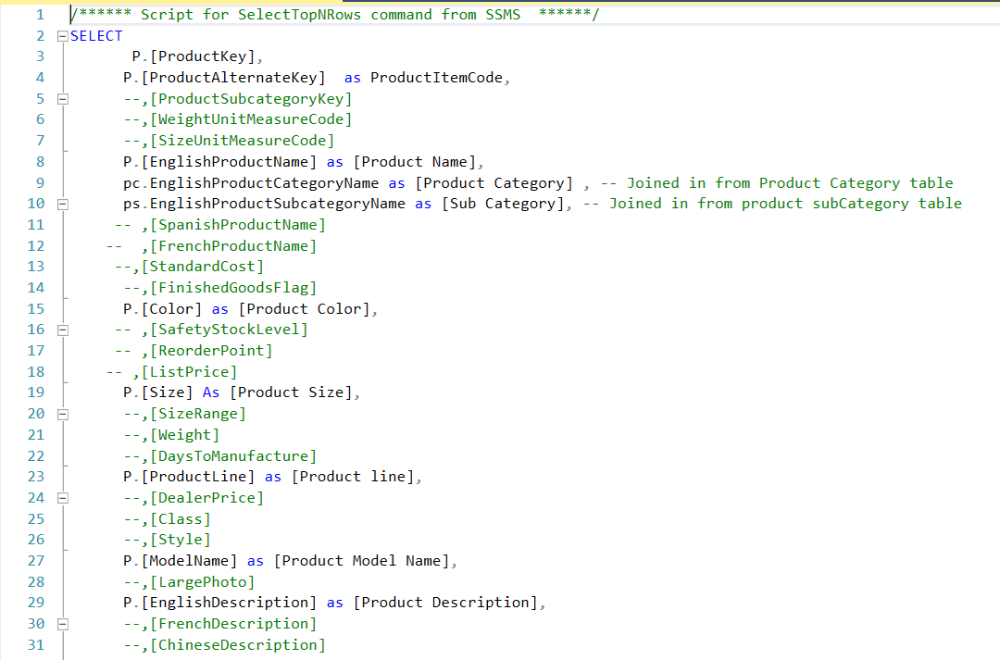 1 /****** Script for SelectTopNRows command from SSMS  ******/
2 SELECT
3 P.[ProductKey],
4 P.[ProductAlternateKey]  as ProductItemCode,
5 --,[ProductSubcategoryKey]
6 --,[WeightUnitMeasureCode]
7 --,[SizeUnitMeasureCode]
8 P.[EnglishProductName] as [Product Name],
9 pc.EnglishProductCategoryName as [Product Category] , -- Joined in from Product Category table
10 ps.EnglishProductSubcategoryName as [Sub Category], -- Joined in from product subCategory table
11 -- ,[SpanishProductName]
12 --  ,[FrenchProductName]
13 --,[StandardCost]
14 --,[FinishedGoodsFlag]
15 P.[Color] as [Product Color],
16 -- ,[SafetyStockLevel]
17 -- ,[ReorderPoint]
18 -- ,[ListPrice]
19 P.[Size] As [Product Size],
20 --,[SizeRange]
21 --,[Weight]
22 --,[DaysToManufacture]
23 P.[ProductLine] as [Product line],
24 --,[DealerPrice]
25 --,[Class]
26 --,[Style]
27 P.[ModelName] as [Product Model Name],
28 --,[LargePhoto]
29 P.[EnglishDescription] as [Product Description],
30 --,[FrenchDescription]
31 --,[ChineseDescription]